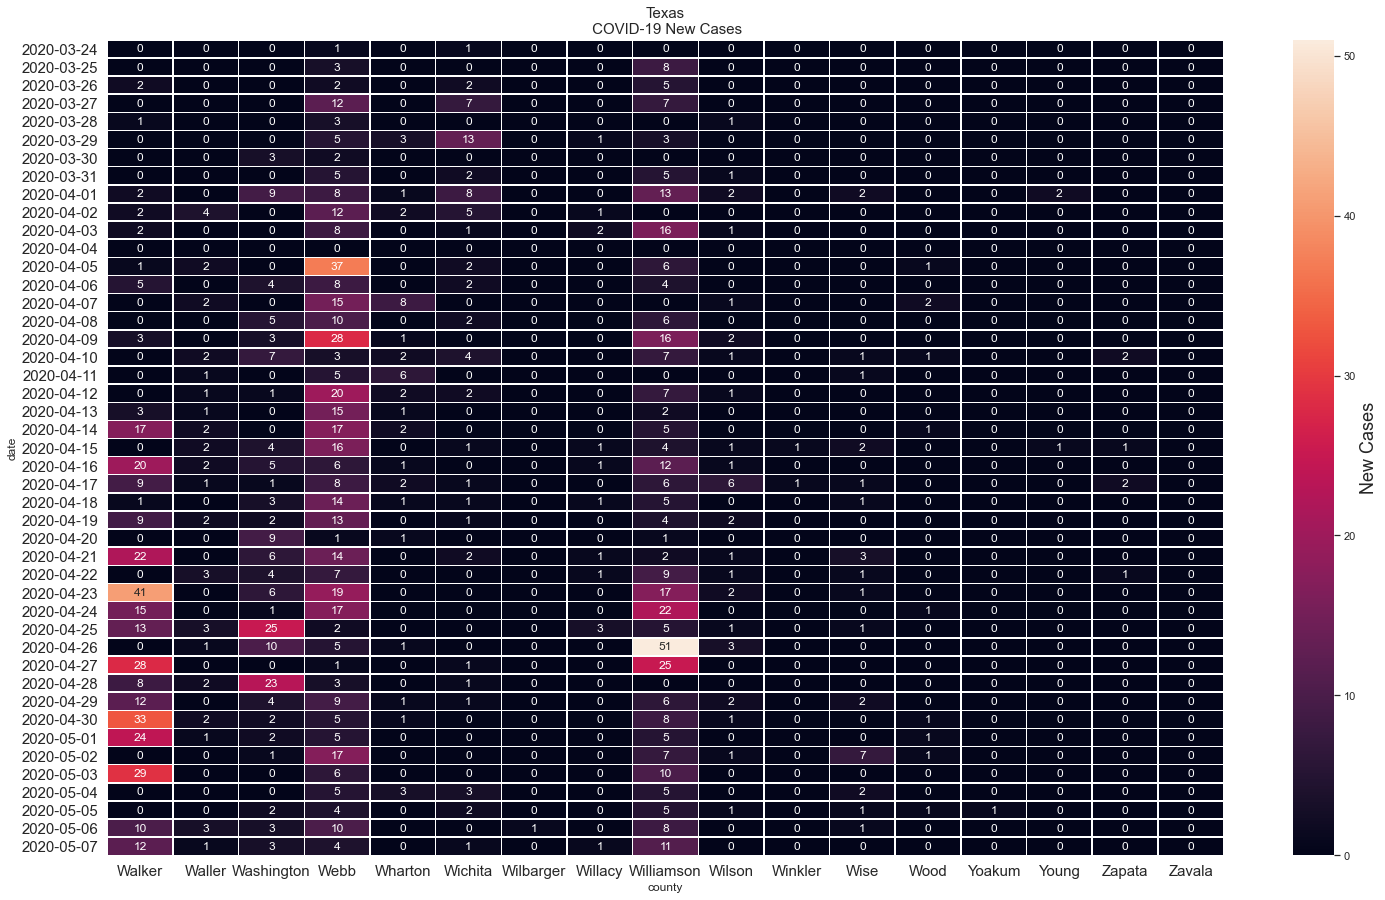 Texas
COVID-19 New Cases
2020-03-24 0 0 0 1 0 1 0 0 0 0 0 0 0 0 0 0 0
2020-03-25 0 0 0 3 0 0 0 0 8 0 0 0 0 0 0 0 0
2020-03-26 2 0 0 2 0 2 0 0 5 0 0 0 0 0 0 0 0
2020-03-27 0 0 0 12 0 7 0 0 7 0 0 0 0 0 0 0 0
2020-03-28 1 0 0 3 0 0 0 0 0 1 0 0 0 0 0 0 0
2020-03-29 0 0 0 5 3 13 0 1 3 0 0 0 0 0 0 0 0
2020-03-30 0 0 3 2 0 0 0 0 0 0 0 0 0 0 0 0 0
2020-03-31 0 0 0 5 0 2 0 0 5 1 0 0 0 0 0 0 0
2020-04-01 2 0 9 8 1 8 0 0 13 2 0 2 0 0 2 0 0
2020-04-02 2 4 0 12 2 5 0 1 0 0 0 0 0 0 0 0 0
2020-04-03 2 0 0 8 0 1 0 2 16 1 0 0 0 0 0 0 0
2020-04-04 0 0 0 0 0 0 0 0 0 0 0 0 0 0 0 0 0
2020-04-05 1 2 0 37 0 2 0 0 6 0 0 0 1 0 0 0 0
2020-04-06 5 0 4 8 0 2 0 0 4 0 0 0 0 0 0 0 0
2020-04-07 0 2 0 15 8 0 0 0 0 1 0 0 2 0 0 0 0
2020-04-08 0 0 5 10 0 2 0 0 6 0 0 0 0 0 0 0 0
2020-04-09 3 0 3 28 1 0 0 0 16 2 0 0 0 0 0 0 0
2020-04-10 0 2 7 3 2 4 0 0 7 1 0 1 1 0 0 2 0
2020-04-11 0 1 0 5 6 0 0 0 0 0 0 1 0 0 0 0 0
2020-04-12 0 1 1 20 2 2 0 0 7 1 0 0 0 0 0 0 0
2020-04-13 3 1 0 15 1 0 0 0 2 0 0 0 0 0 0 0 0
2020-04-14 17 2 0 17 2 0 0 0 5 0 0 0 1 0 0 0 0
2020-04-15 0 2 4 16 0 1 0 1 4 1 1 2 0 0 1 1 0
2020-04-16 20 2 5 6 1 0 0 1 12 1 0 0 0 0 0 0 0
2020-04-17 9 1 1 8 2 1 0 0 6 6 1 1 0 0 0 2 0
2020-04-18 1 0 3 14 1 1 0 1 5 0 0 1 0 0 0 0 0
2020-04-19 9 2 2 13 0 1 0 0 4 2 0 0 0 0 0 0 0
2020-04-20 0 0 9 1 1 0 0 0 1 0 0 0 0 0 0 0 0
2020-04-21 22 0 6 14 0 2 0 1 2 1 0 3 0 0 0 0 0
2020-04-22 0 3 4 7 0 0 0 1 9 1 0 1 0 0 0 1 0
2020-04-23 41 0 6 19 0 0 0 0 17 2 0 1 0 0 0 0 0
2020-04-24 15 0 1 17 0 0 0 0 22 0 0 0 1 0 0 0 0
2020-04-25 13 3 25 2 0 0 0 3 5 1 0 1 0 0 0 0 0
2020-04-26 0 1 10 5 1 0 0 0 51 3 0 0 0 0 0 0 0
2020-04-27 28 0 0 1 0 1 0 0 25 0 0 0 0 0 0 0 0
2020-04-28 8 2 23 3 0 1 0 0 0 0 0 0 0 0 0 0 0
2020-04-29 12 0 4 9 1 1 0 0 6 2 0 2 0 0 0 0 0
2020-04-30 33 2 2 5 1 0 0 0 8 1 0 0 1 0 0 0 0
2020-05-01 24 1 2 5 0 0 0 0 5 0 0 0 1 0 0 0 0
2020-05-02 0 0 1 17 0 0 0 0 7 1 0 7 1 0 0 0 0
2020-05-03 29 0 0 6 0 0 0 0 10 0 0 0 0 0 0 0 0
2020-05-04 0 0 0 5 3 3 0 0 5 0 0 2 0 0 0 0 0
2020-05-05 0 0 2 4 0 2 0 0 5 1 0 1 1 1 0 0 0
2020-05-06 10 3 3 10 0 0 1 0 8 0 0 1 0 0 0 0 0
2020-05-07 12 1 3 4 0 1 0 1 11 0 0 0 0 0 0 0 0
Walker Waller Washington Webb Wharton Wichita Wilbarger Willacy Williamson Wilson Winkler Wise Wood Yoakum Young Zapata Zavala
county
date
50
40
30
20
10
0
New Cases